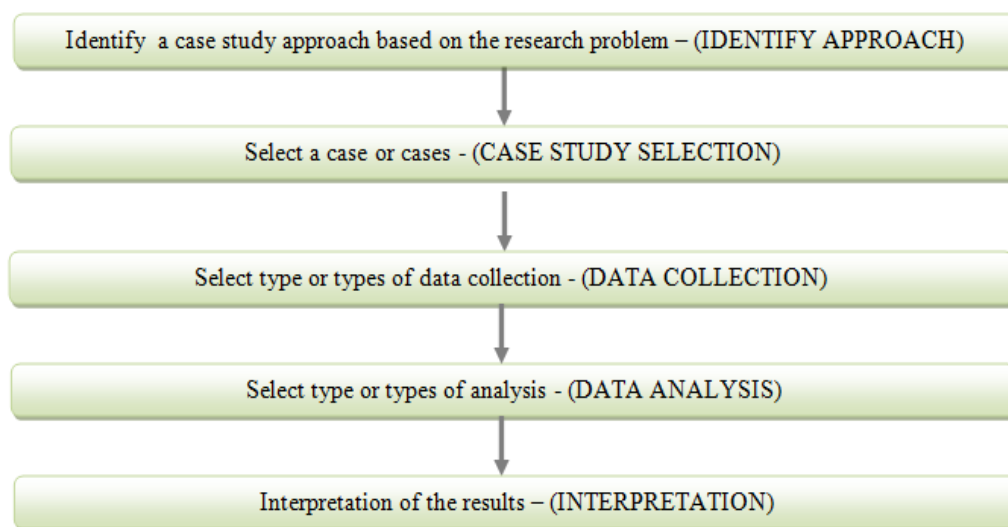 Identify a case study approach based on the research problem – (IDENTIFY APPROACH)
Select a case or cases - (CASE STUDY SELECTION)
Select type or types of data collection - (DATA COLLECTION)
Select type or types of analysis - (DATA ANALYSIS)
Interpretation of the results – (INTERPRETATION)